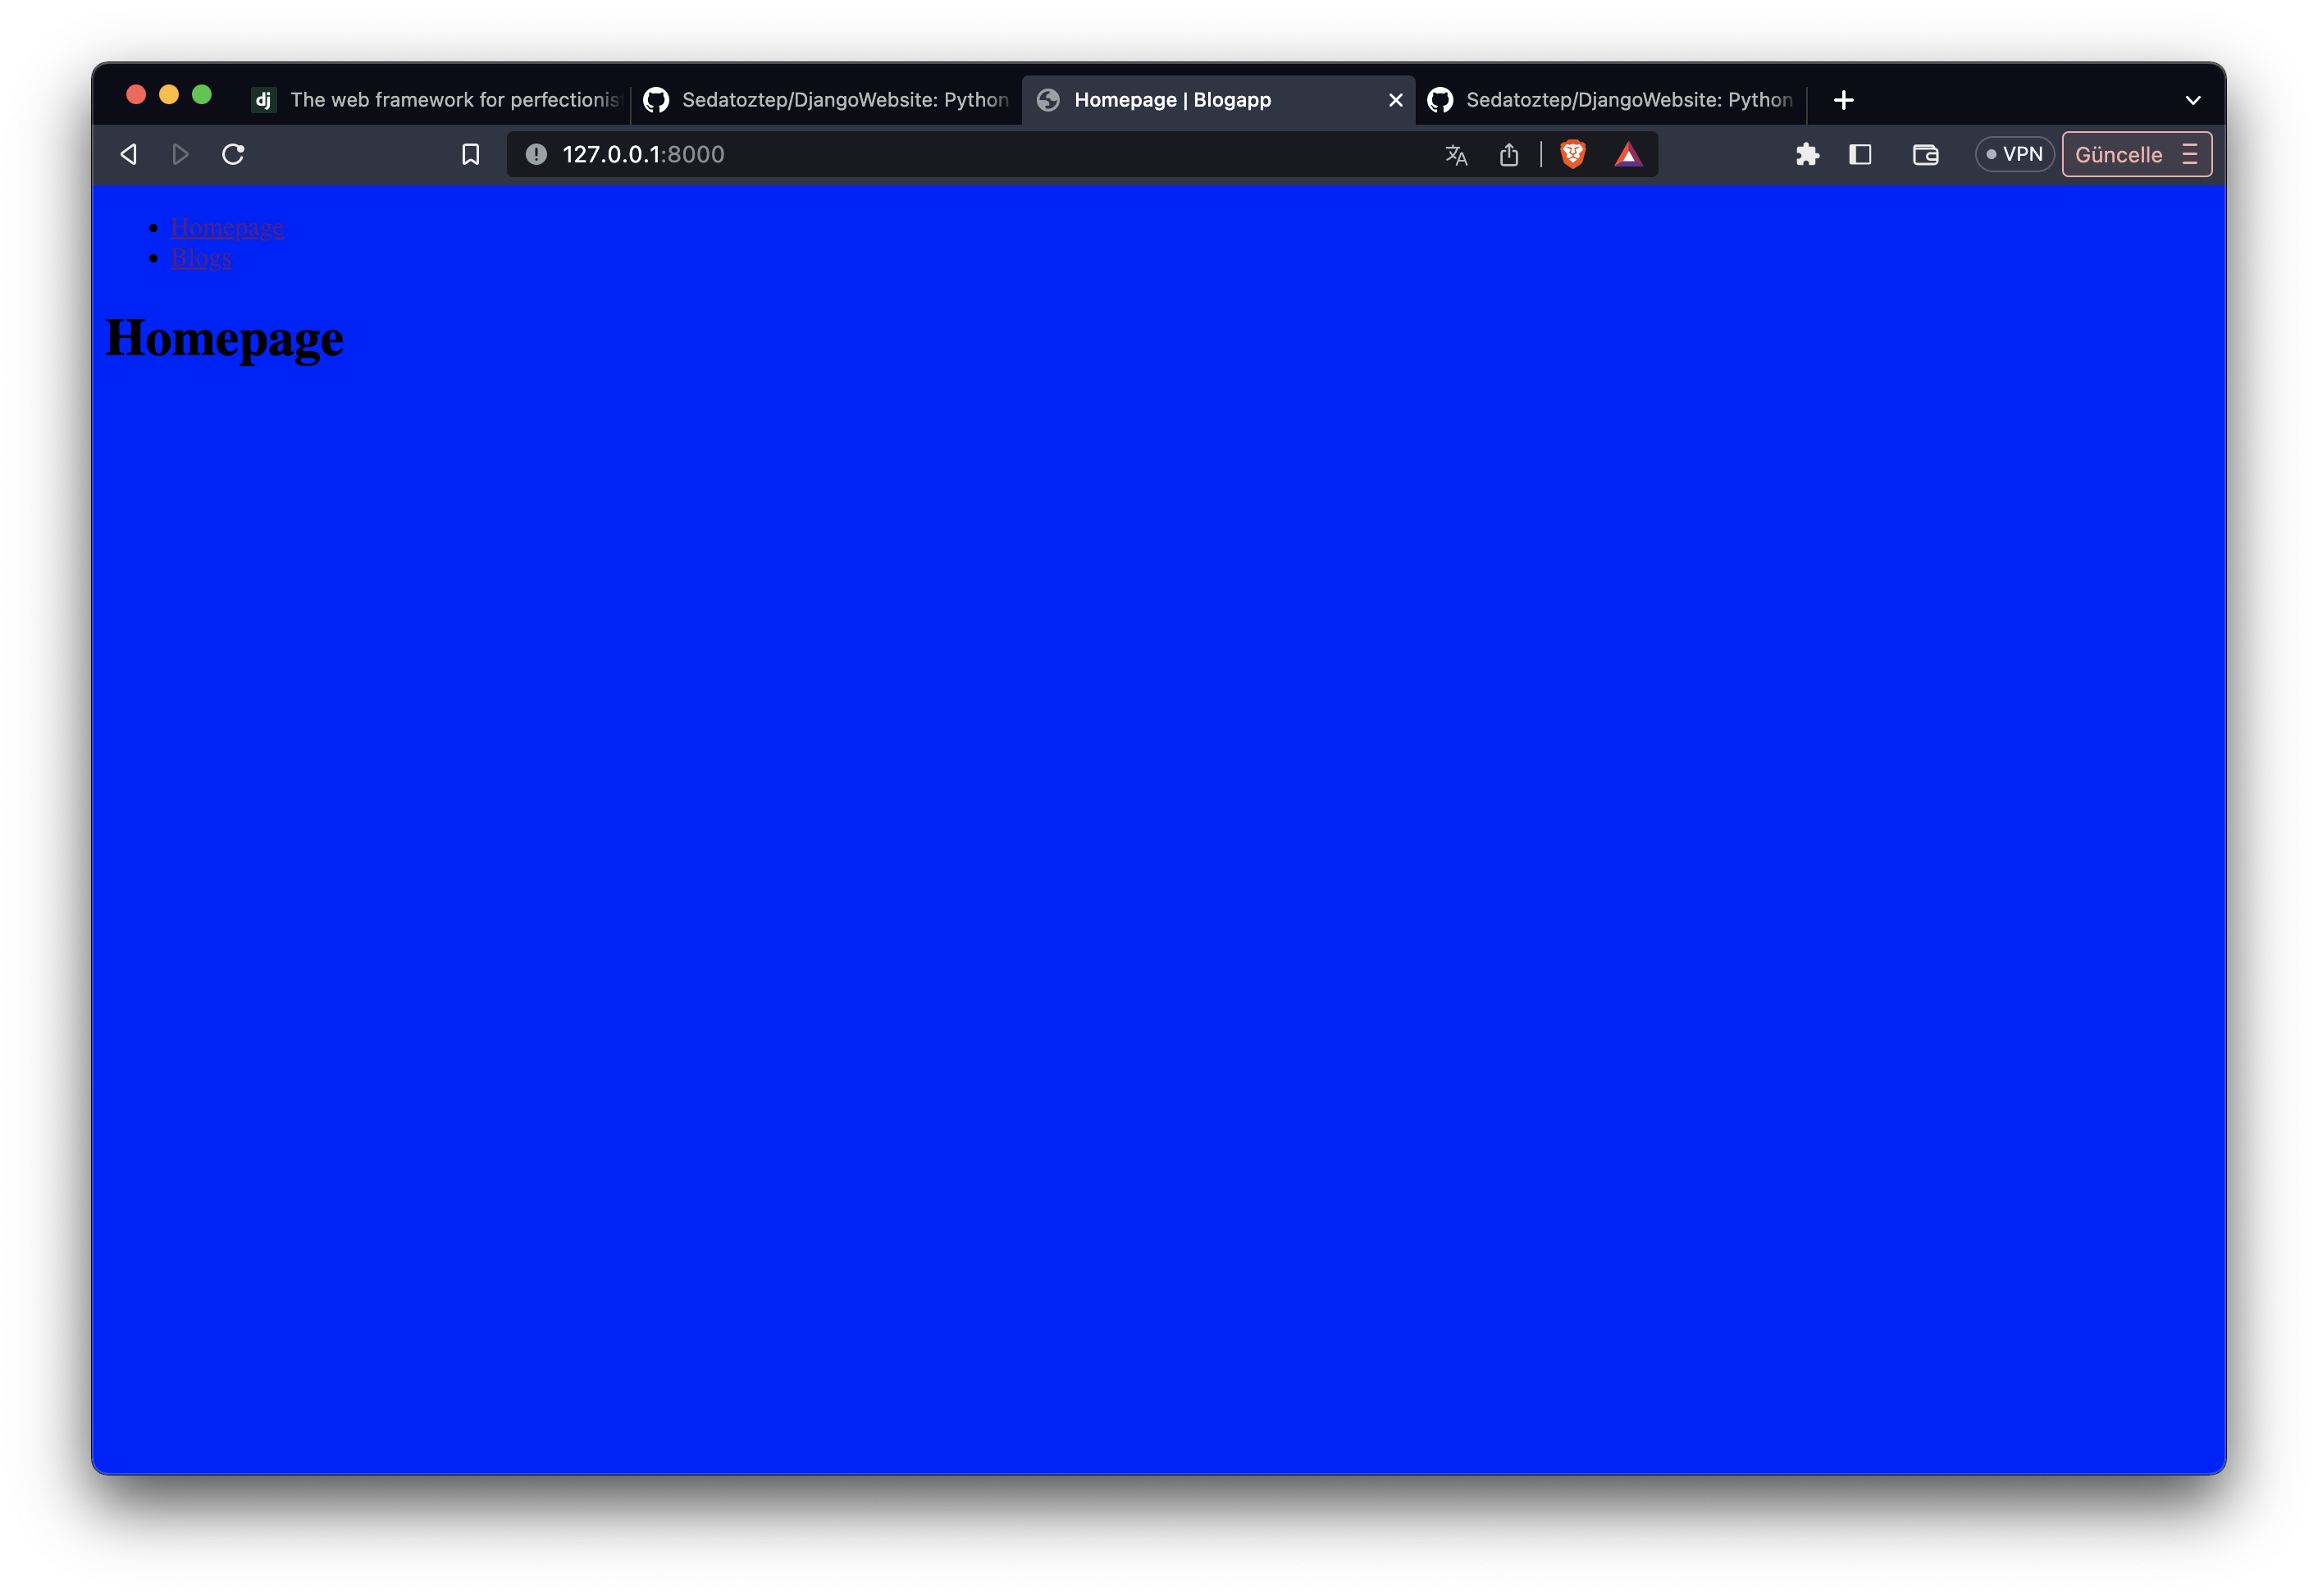 dj The web framework for perfectionis
Sedatoztep/DjangoWebsite: Python
Homepage | Blogapp
Sedatoztep/DjangoWebsite: Python
127.0.0.1:8000
VPN
Güncelle
Homepage
Blogs
Homepage